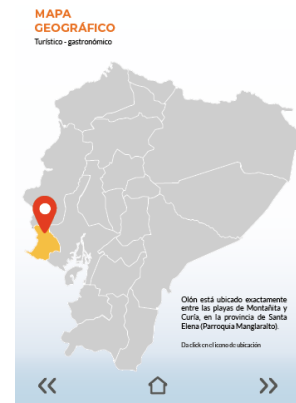 MAPA
GEOGRÁFICO
Turístico - gastronómico
Olón está ubicado exactamente
entre las playas de Montañita y
Curía, en la provincia de Santa
Elena (Parroquia Manglaralto).
Da click en el icono de ubicación